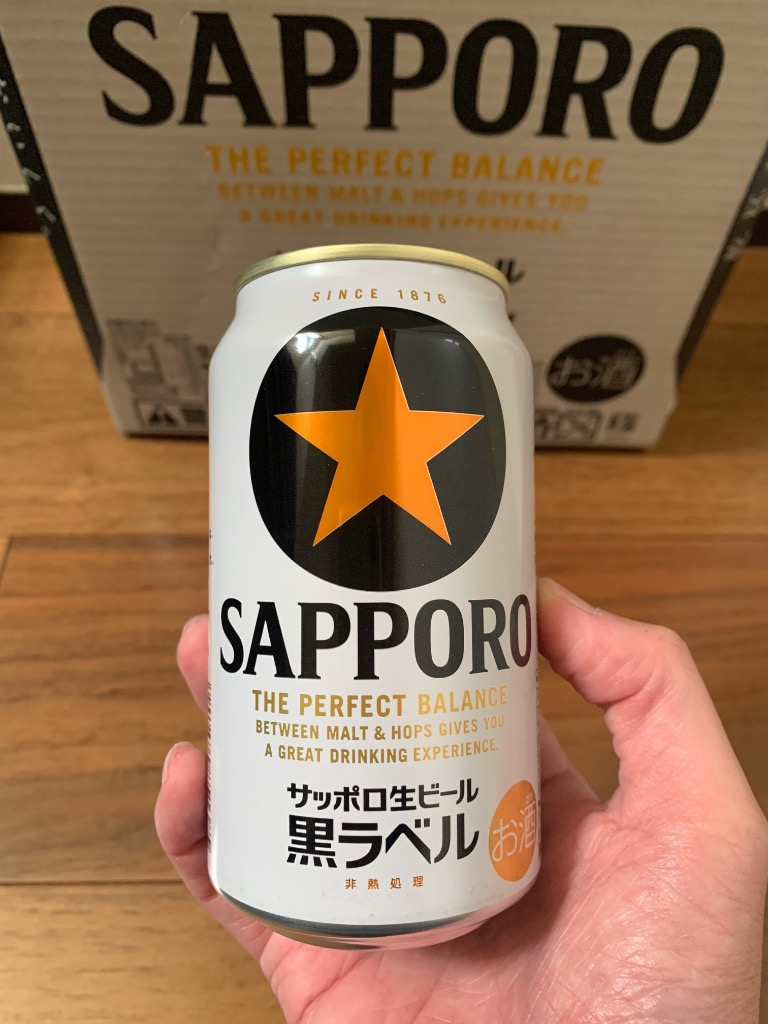 SAPPORO
THE PERFECT BALANCE
BETWEEN MALT & HOPS GIVES YOU
A GREAT DRINKING EXPERIENCE.
ル
お酒
SINCE 1876
SAPPORO
THE PERFECT BALANCE
BETWEEN MALT & HOPS GIVES YOU
A GREAT DRINKING EXPERIENCE.
サッポロ生ビール
黒ラベル
お酒
非熱処理